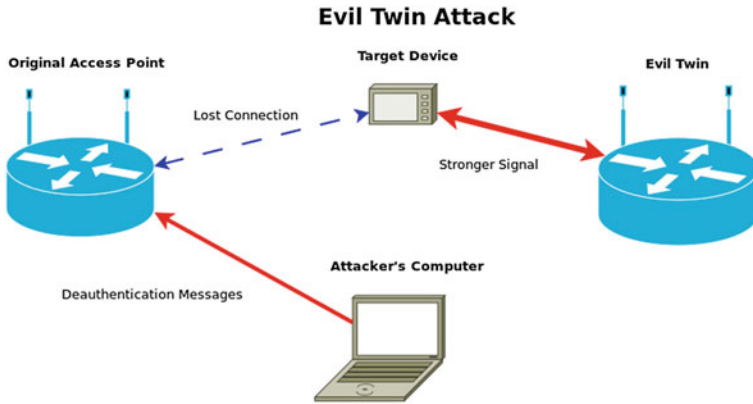 Evil Twin Attack
Original Access Point
Target Device
Evil Twin
Lost Connection
Stronger Signal
Attacker's Computer
Deauthentication Messages